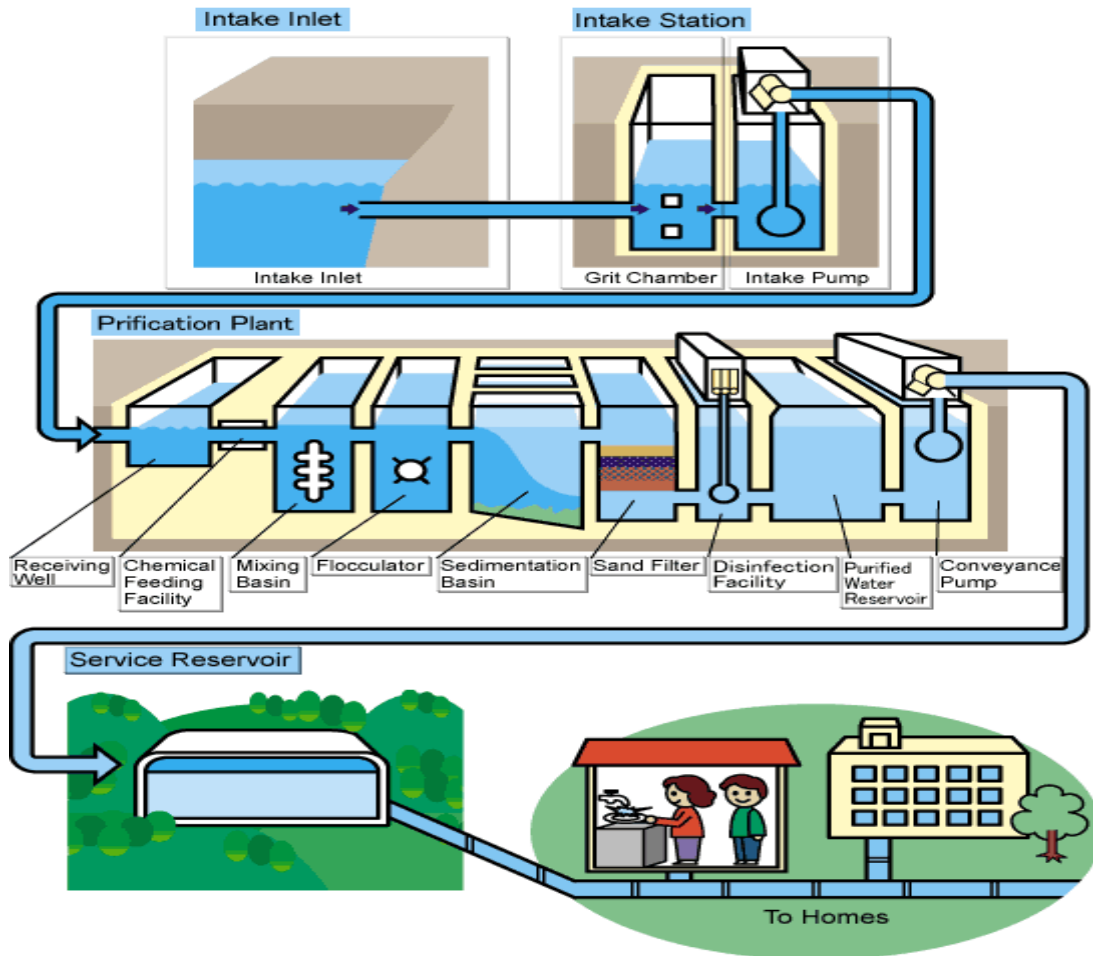 Intake Inlet
Intake Station
Intake Inlet
Grit Chamber
Intake Pump
Prification Plant
Receiving
Well
Chemical
Feeding
Facility
Mixing
Basin
Flocculator
Sedimentation
Basin
Sand Filter
Disinfection
Facility
Purified
Water
Reservoir
Conveyance
Pump
Service Reservoir
To Homes